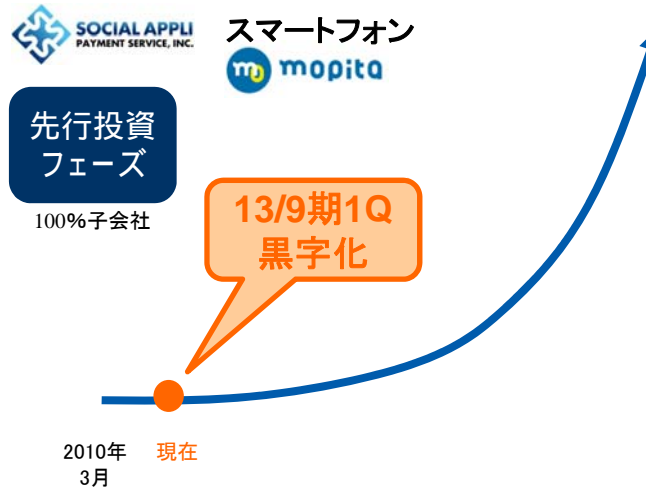 SOCIAL APPLI
PAYMENT SERVICE, INC.
スマートフォン
mopita
先行投資
フェーズ
100%子会社
13/9期1Q
黒字化
2010年
3月
現在